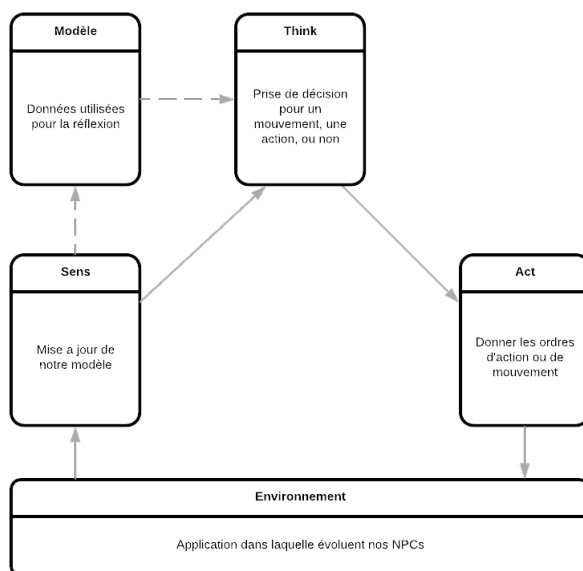 Modèle
Données utilisées
pour la réflexion
Think
Prise de décision
pour un
mouvement, une
action, ou non
Sens
Mise a jour de
notre modèle
Act
Donner les ordres
d'action ou de
mouvement
Environnement
Application dans laquelle évoluent nos NPCs